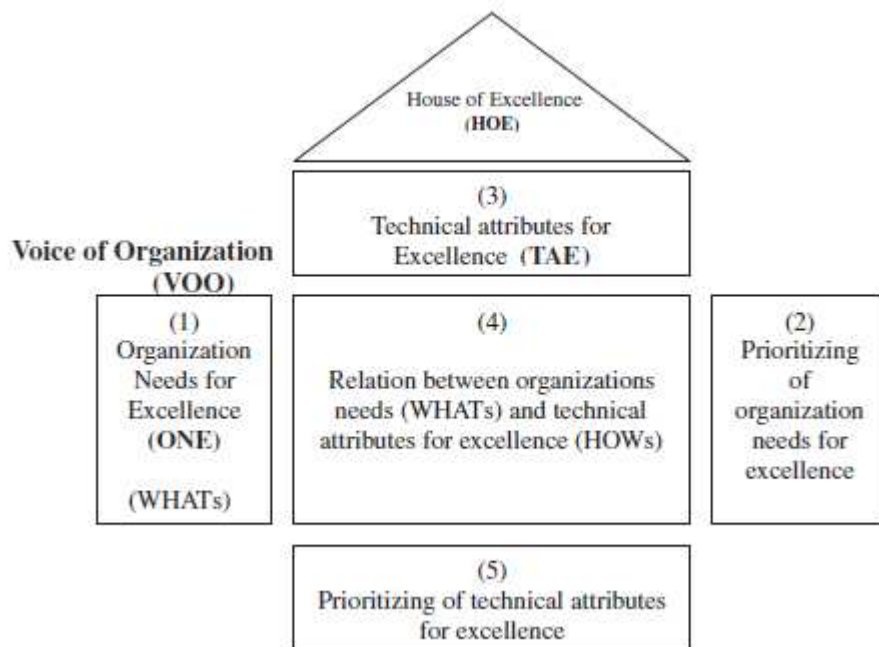 House of Excellence
(HOE)
(3)
Technical attributes for
Excellence (TAE)
Voice of Organization
(VOO)
(1)
Organization
Needs for
Excellence
(ONE)
(WHATs)
(4)
Relation between organizations
needs (WHATs) and technical
attributes for excellence (HOWs)
(2)
Prioritizing
of
organization
needs for
excellence
(5)
Prioritizing of technical attributes
for excellence